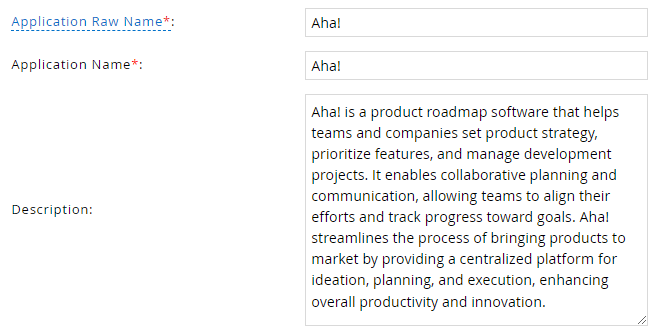 Application Raw Name*: Aha!
Application Name*: Aha!
Description:
Aha! is a product roadmap software that helps
teams and companies set product strategy,
prioritize features, and manage development
projects. It enables collaborative planning and
communication, allowing teams to align their
efforts and track progress toward goals. Aha!
streamlines the process of bringing products to
market by providing a centralized platform for
ideation, planning, and execution, enhancing
overall productivity and innovation.